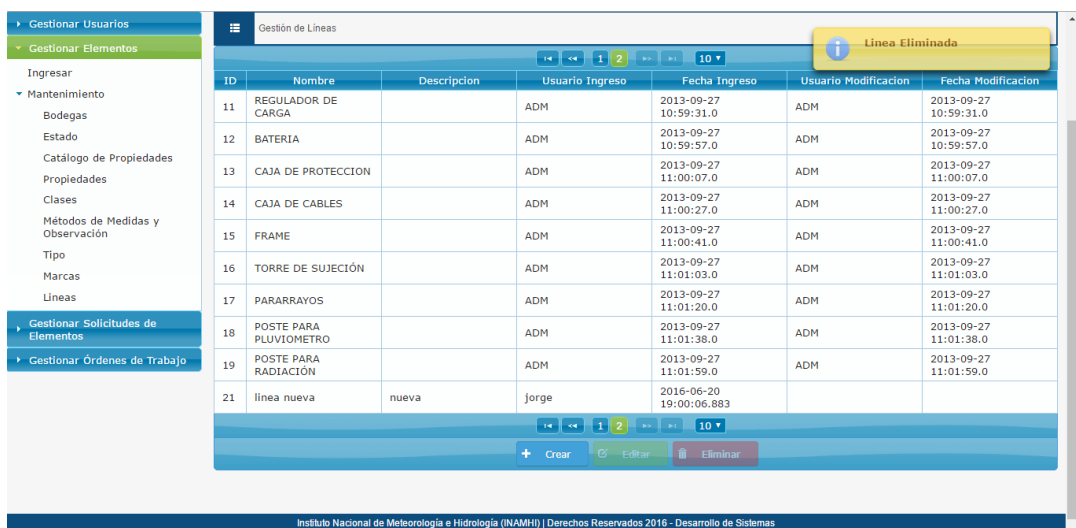 Gestionar Usuarios
Gestionar Elementos
Ingresar
Mantenimiento
Bodegas
Estado
Catálogo de Propiedades
Propiedades
Clases
Métodos de Medidas y
Observación
Tipo
Marcas
Lineas
Gestionar Solicitudes de
Elementos
Gestionar Órdenes de Trabajo
Gestión de Líneas
Linea Eliminada
1 2 10
ID Nombre Descripcion Usuario Ingreso Fecha Ingreso Usuario Modificacion Fecha Modificacion
11 REGULADOR DE CARGA ADM 2013-09-27 10:59:31.0 ADM 2013-09-27 10:59:31.0
12 BATERIA ADM 2013-09-27 10:59:57.0 ADM 2013-09-27 10:59:57.0
13 CAJA DE PROTECCION ADM 2013-09-27 11:00:07.0 ADM 2013-09-27 11:00:07.0
14 CAJA DE CABLES ADM 2013-09-27 11:00:27.0 ADM 2013-09-27 11:00:27.0
15 FRAME ADM 2013-09-27 11:00:41.0 ADM 2013-09-27 11:00:41.0
16 TORRE DE SUJECIÓN ADM 2013-09-27 11:01:03.0 ADM 2013-09-27 11:01:03.0
17 PARARRAYOS ADM 2013-09-27 11:01:20.0 ADM 2013-09-27 11:01:20.0
18 POSTE PARA PLUVIOMETRO ADM 2013-09-27 11:01:38.0 ADM 2013-09-27 11:01:38.0
19 POSTE PARA RADIACIÓN ADM 2013-09-27 11:01:59.0 ADM 2013-09-27 11:01:59.0
21 linea nueva nueva jorge 2016-06-20 19:00:06.883
1 2 10
Crear Editar Eliminar
Instituto Nacional de Meteorología e Hidrología (INAMHI) | Derechos Reservados 2016 - Desarrollo de Sistemas